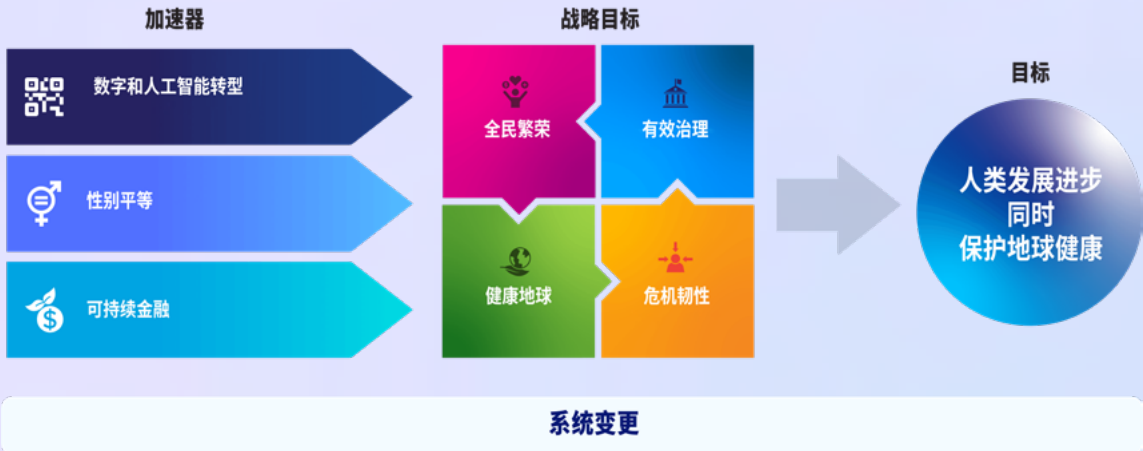 加速器
数字和人工智能转型
性别平等
可持续金融
战略目标
全民繁荣
有效治理
健康地球
危机韧性
目标
人类发展进步
同时
保护地球健康
系统变更